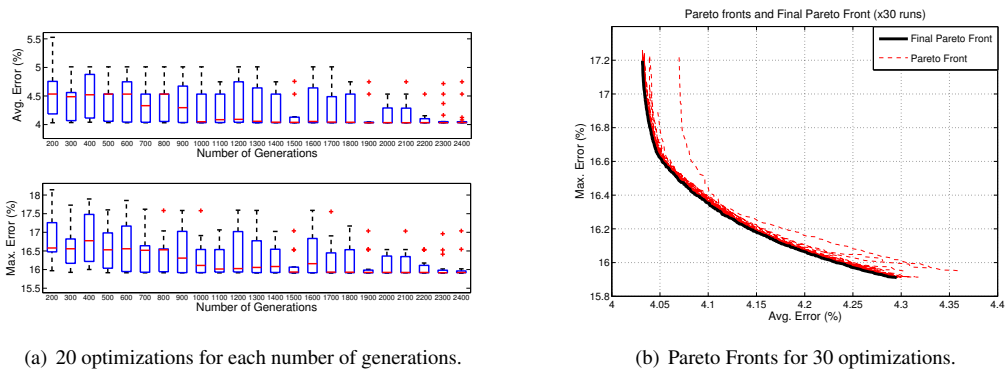 5.5
5
4.5
4
Avg. Error (%)
200 300 400 500 600 700 800 900 1000 1100 1200 1300 1400 1500 1600 1700 1800 1900 2000 2100 2200 2300 2400
Number of Generations
18
17.5
17
16.5
16
15.5
Max. Error (%)
200 300 400 500 600 700 800 900 1000 1100 1200 1300 1400 1500 1600 1700 1800 1900 2000 2100 2200 2300 2400
Number of Generations
(a) 20 optimizations for each number of generations.
Pareto fronts and Final Pareto Front (x30 runs)
Final Pareto Front
Pareto Front
17.2
17
16.8
16.6
16.4
16.2
16
15.8
Max. Error (%)
4 4.05 4.1 4.15 4.2 4.25 4.3 4.35 4.4
Avg. Error (%)
(b) Pareto Fronts for 30 optimizations.